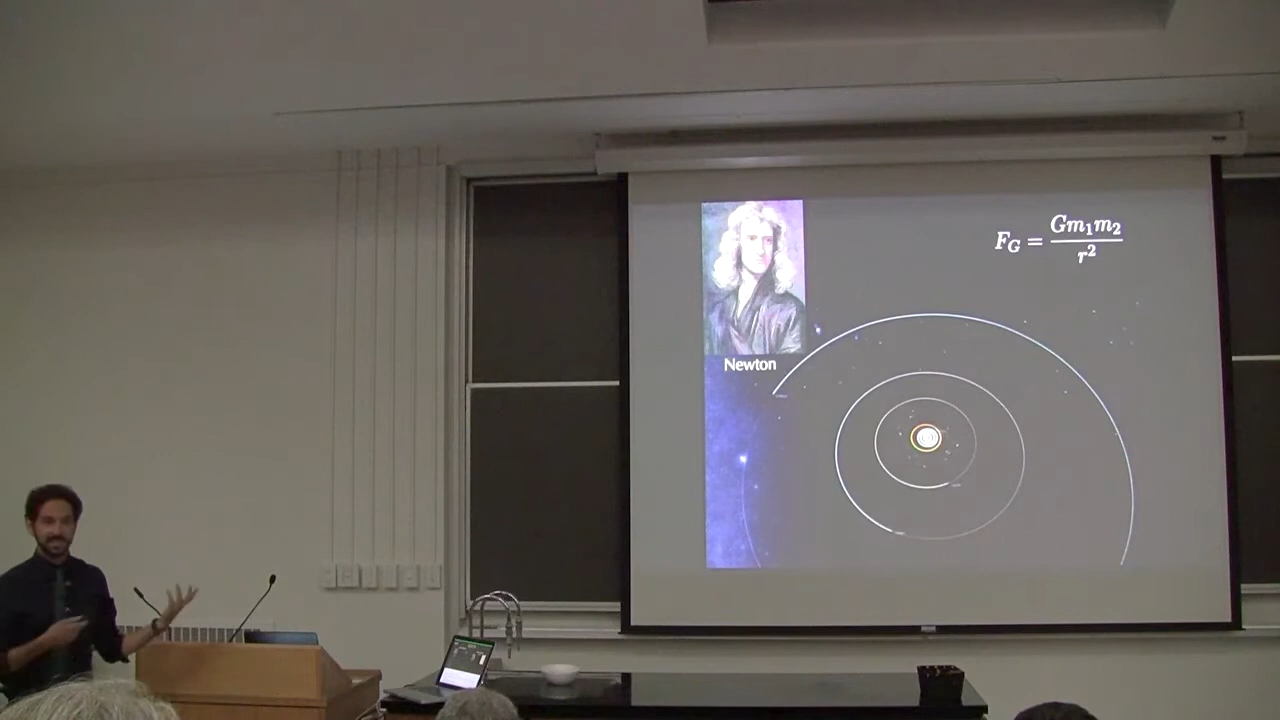 F_G = Gm₁m₂ / r²
Newton